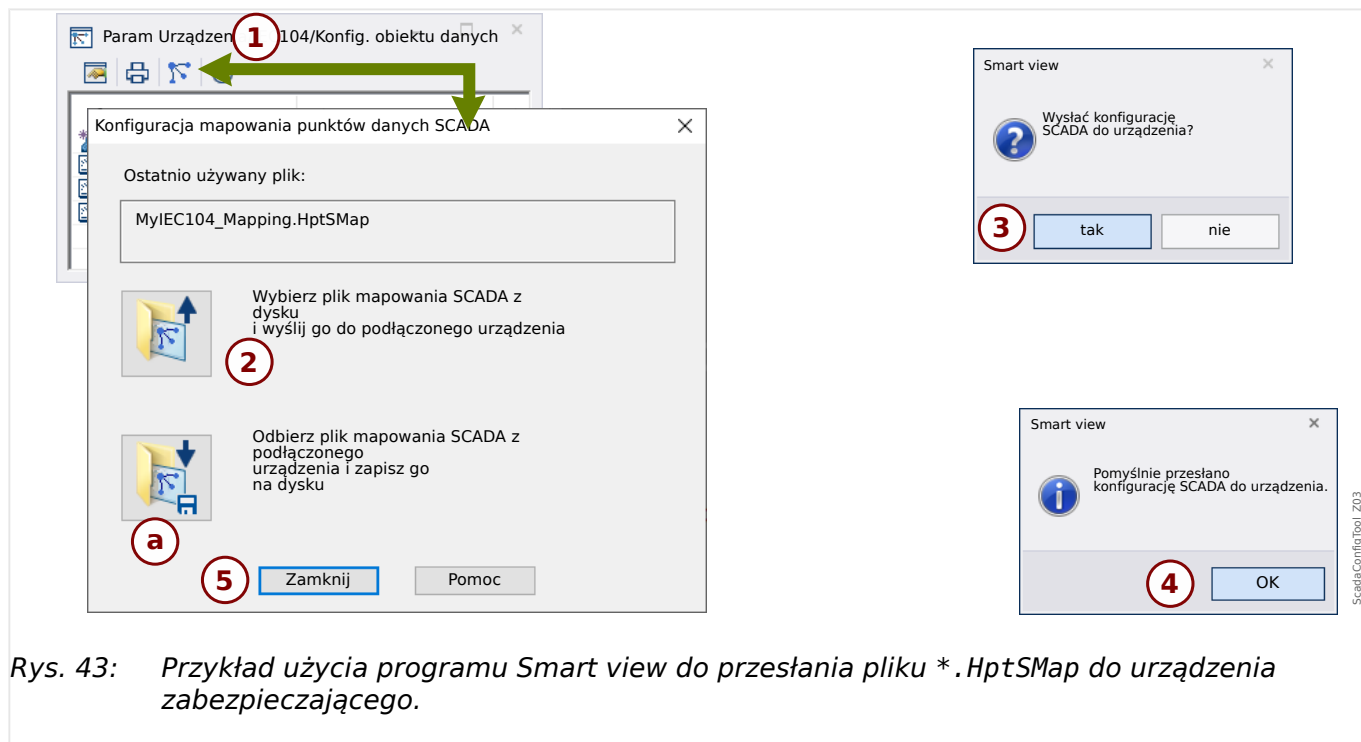 Param Urządzen 1 104/Konfig. obiektu danych
Konfiguracja mapowania punktów danych SCADA
Ostatnio używany plik:
MyIEC104_Mapping.HptSMap
Wybierz plik mapowania SCADA z
dysku
i wyślij go do podłączonego urządzenia
2
Odbierz plik mapowania SCADA z
podłączonego
urządzenia i zapisz go
na dysku
a
5 Zamknij Pomoc
Smart view
Wysłać konfigurację
SCADA do urządzenia?
3 tak nie
Smart view
Pomyślnie przesłano
konfigurację SCADA do urządzenia.
4 OK
ScadaConfigTool_Z03
Rys. 43: Przykład użycia programu Smart view do przesłania pliku *.HptSMap do urządzenia
zabezpieczającego.